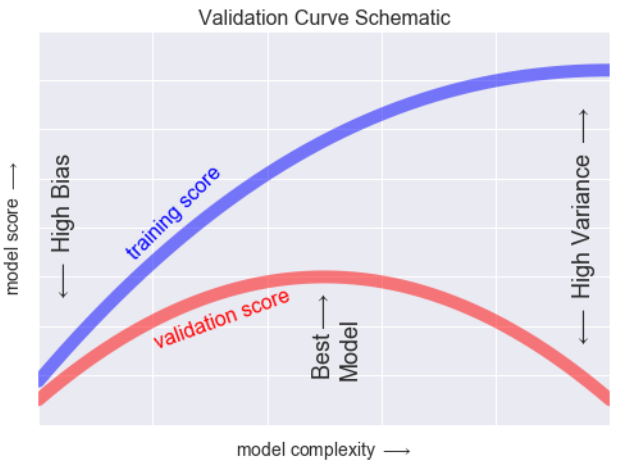 Validation Curve Schematic
model score →
← High Bias
training score
validation score
Best →
Model
← High Variance →
model complexity →